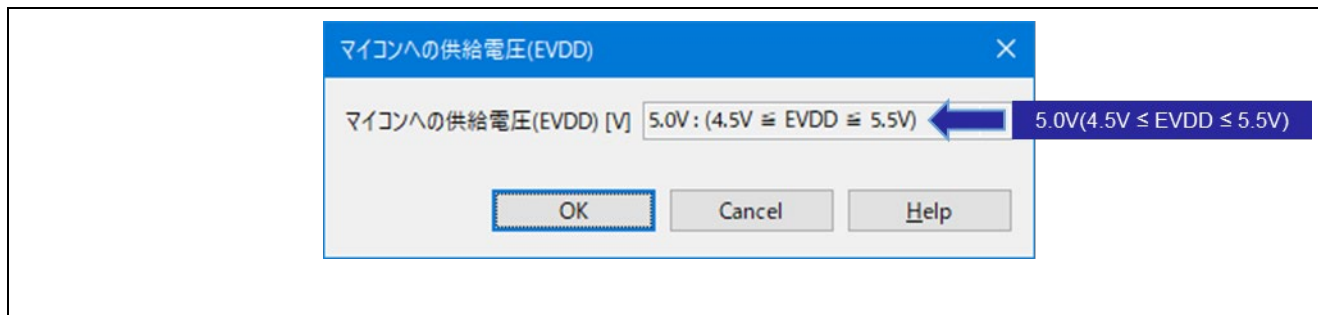 マイコンへの供給電圧(EVDD)
マイコンへの供給電圧(EVDD) [V] 5.0V : (4.5V ≦ EVDD ≦ 5.5V) 5.0V(4.5V ≤ EVDD ≤ 5.5V)
OK Cancel Help